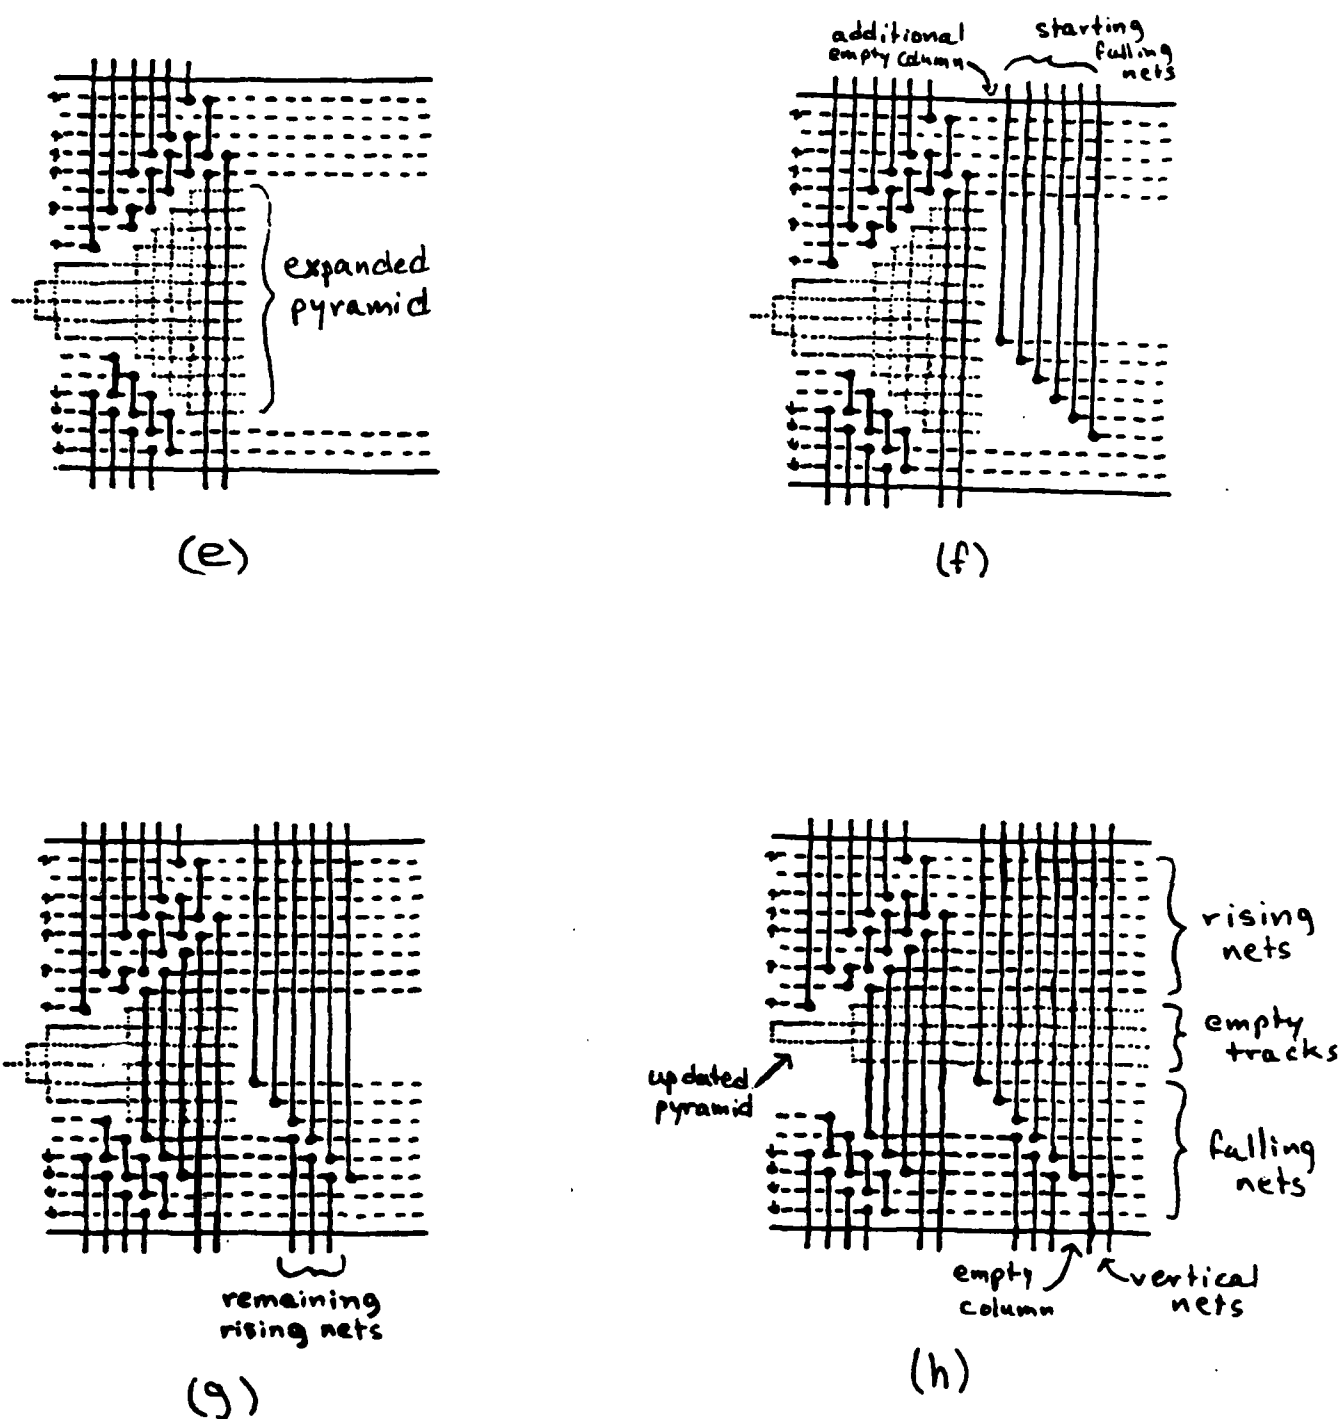 additional
empty column
starting
falling
nets
expanded
pyramid
(e)
(f)
rising
nets
empty
tracks
updated
pyramid
falling
nets
remaining
rising nets
empty
column
vertical
nets
(g)
(h)